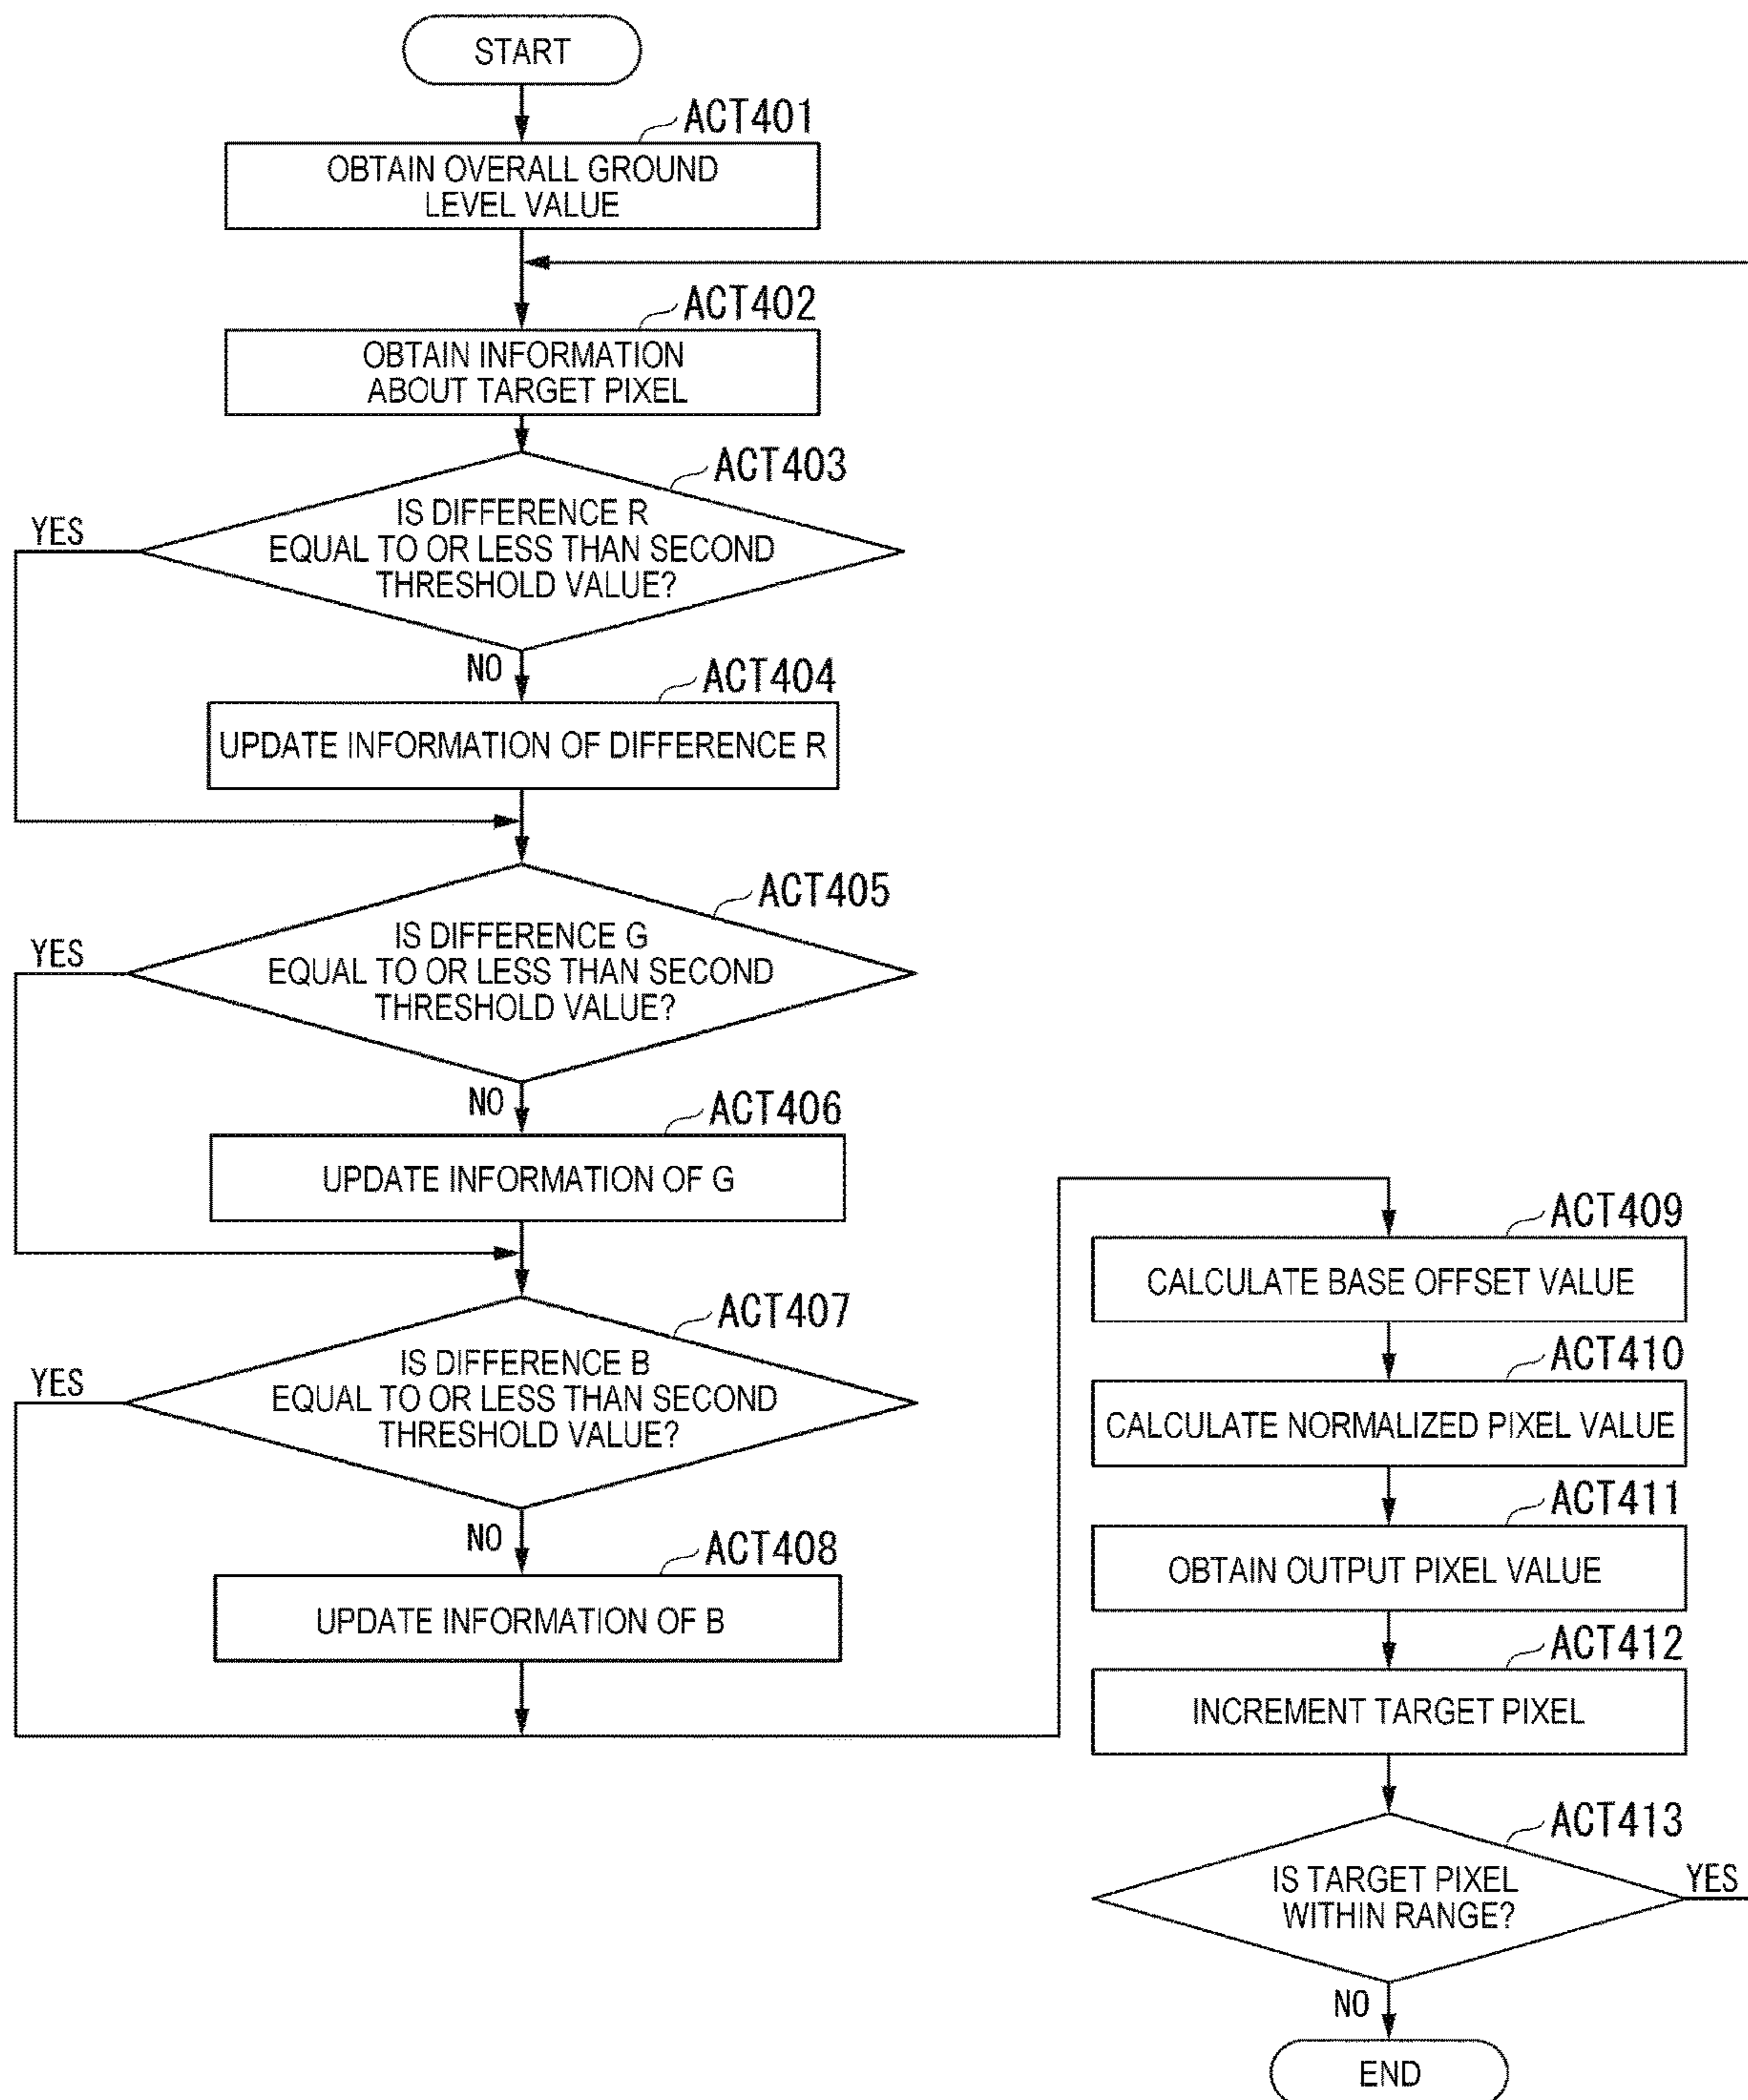 START
ACT401
OBTAIN OVERALL GROUND
LEVEL VALUE
ACT402
OBTAIN INFORMATION
ABOUT TARGET PIXEL
ACT403
IS DIFFERENCE R
EQUAL TO OR LESS THAN SECOND
THRESHOLD VALUE?
YES
NO
ACT404
UPDATE INFORMATION OF DIFFERENCE R
ACT405
IS DIFFERENCE G
EQUAL TO OR LESS THAN SECOND
THRESHOLD VALUE?
YES
NO
ACT406
UPDATE INFORMATION OF G
ACT407
IS DIFFERENCE B
EQUAL TO OR LESS THAN SECOND
THRESHOLD VALUE?
YES
NO
ACT408
UPDATE INFORMATION OF B
ACT409
CALCULATE BASE OFFSET VALUE
ACT410
CALCULATE NORMALIZED PIXEL VALUE
ACT411
OBTAIN OUTPUT PIXEL VALUE
ACT412
INCREMENT TARGET PIXEL
ACT413
IS TARGET PIXEL
WITHIN RANGE?
YES
NO
END